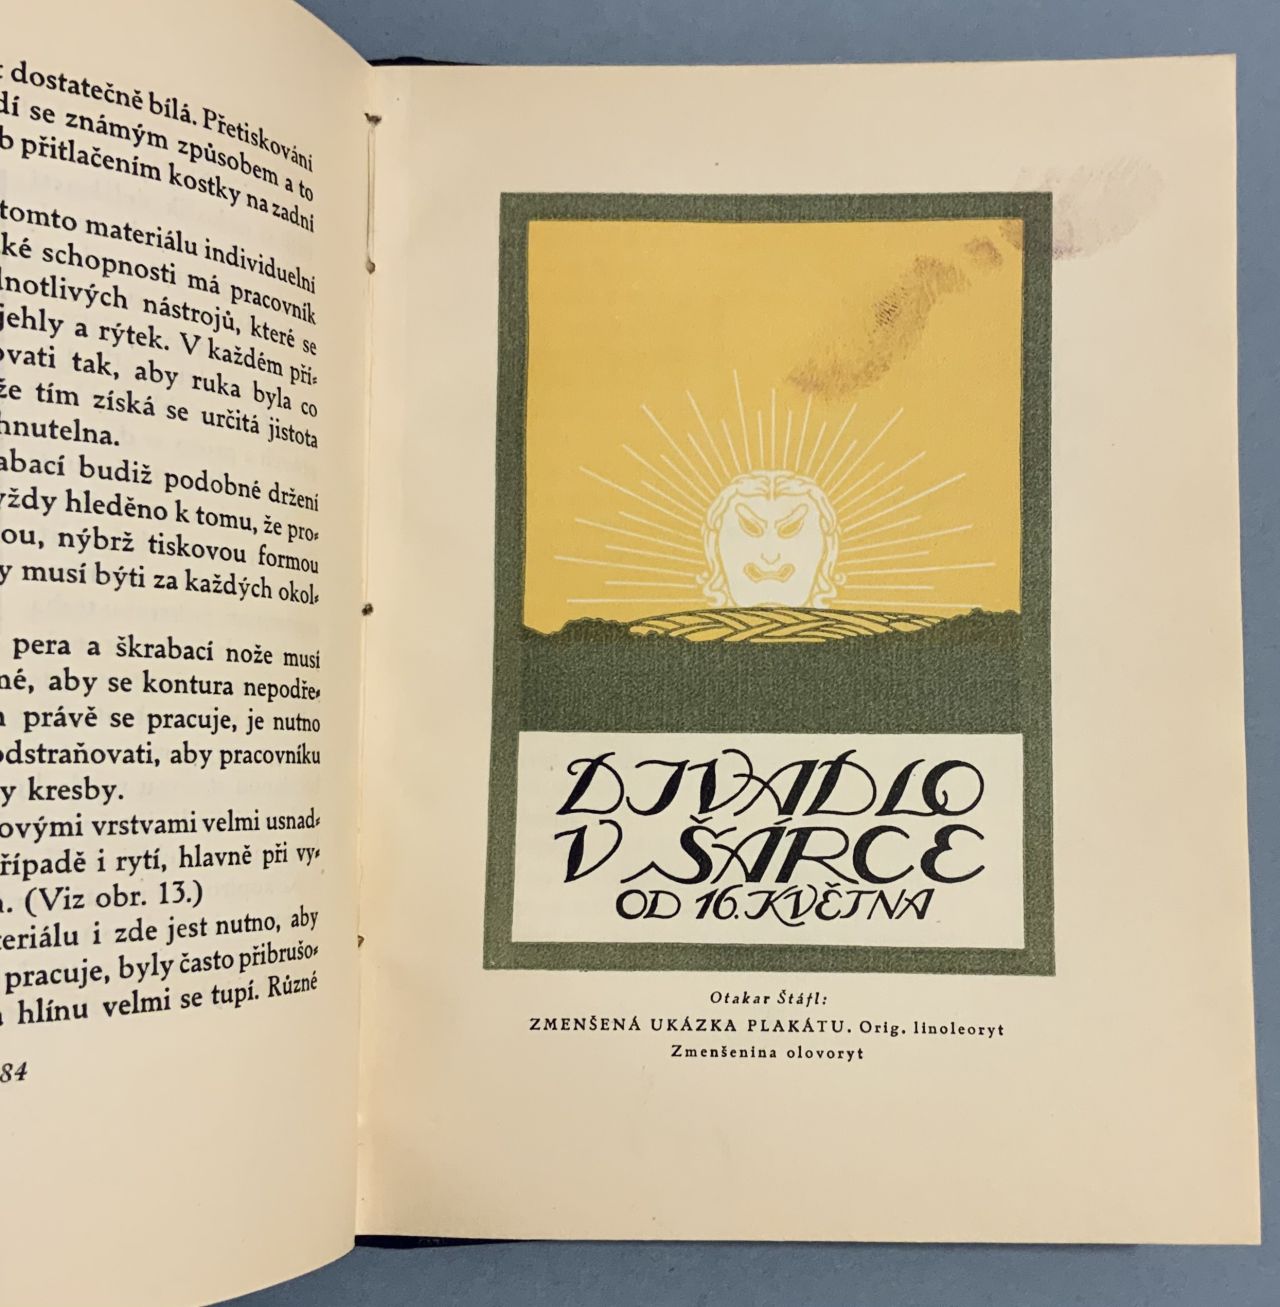 dostatečně bílá. Přetiskování
se známým způsobem a to
přitlačením kostky na zadní
tomto materiálu individuelní
ké schopnosti má pracovník
dnotlivých nástrojů, které se
jehly a rýtek. V každém pří⸗
ovati tak, aby ruka byla co
že tím získá se určitá jistota
hnutelna.
abací budiž podobné držení
vždy hleděno k tomu, že pro⸗
ou, nýbrž tiskovou formou
y musí býti za každých okol⸗
pera a škrabací nože musí
né, aby se kontura nepodře⸗
právě se pracuje, je nutno
odstraňovati, aby pracovníku
y kresby.
ovými vrstvami velmi usnad⸗
řípadě i rytí, hlavně při vy⸗
. (Viz obr. 13.)
teriálu i zde jest nutno, aby
pracuje, byly často přibrušo⸗
hlínu velmi se tupí. Různé
84
DIVADLO
V ŠÁRCE
OD 16. KVĚTNA
Otakar Štáfl:
ZMENŠENÁ UKÁZKA PLAKÁTU. Orig. linoleoryt
Zmenšenina olovoryt